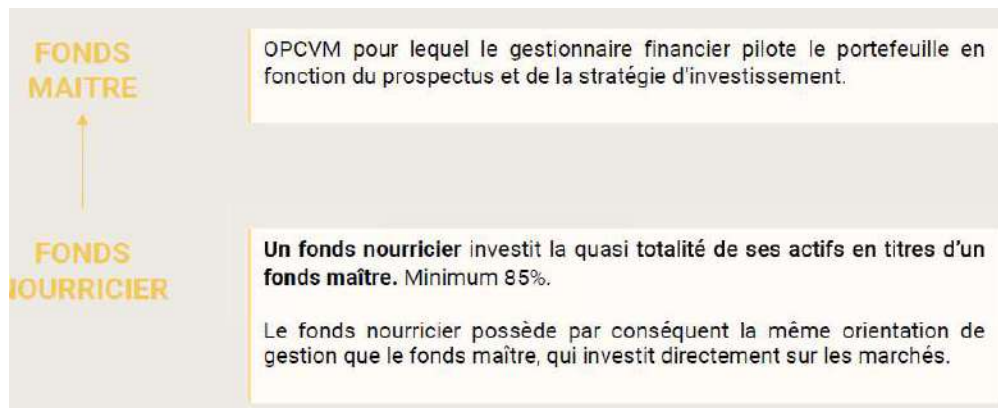 FONDS
MAITRE
OPCVM pour lequel le gestionnaire financier pilote le portefeuille en
fonction du prospectus et de la stratégie d'investissement.
FONDS
NOURRICIER
Un fonds nourricier investit la quasi totalité de ses actifs en titres d'un
fonds maître. Minimum 85%.
Le fonds nourricier possède par conséquent la même orientation de
gestion que le fonds maître, qui investit directement sur les marchés.